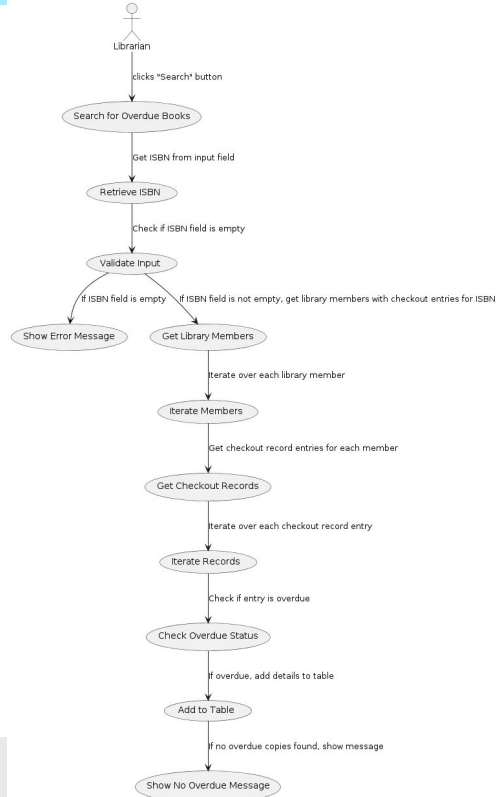 Librarian
clicks "Search" button
Search for Overdue Books
Get ISBN from input field
Retrieve ISBN
Check if ISBN field is empty
Validate Input
If ISBN field is empty
If ISBN field is not empty, get library members with checkout entries for ISBN
Show Error Message
Get Library Members
Iterate over each library member
Iterate Members
Get checkout record entries for each member
Get Checkout Records
Iterate over each checkout record entry
Iterate Records
Check if entry is overdue
Check Overdue Status
If overdue, add details to table
Add to Table
If no overdue copies found, show message
Show No Overdue Message